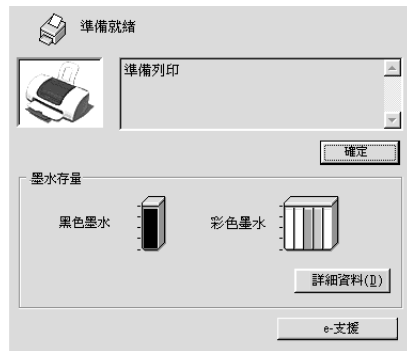 準備就緒
準備列印
確定
墨水存量
黑色墨水
彩色墨水
詳細資料(D)
e-支援